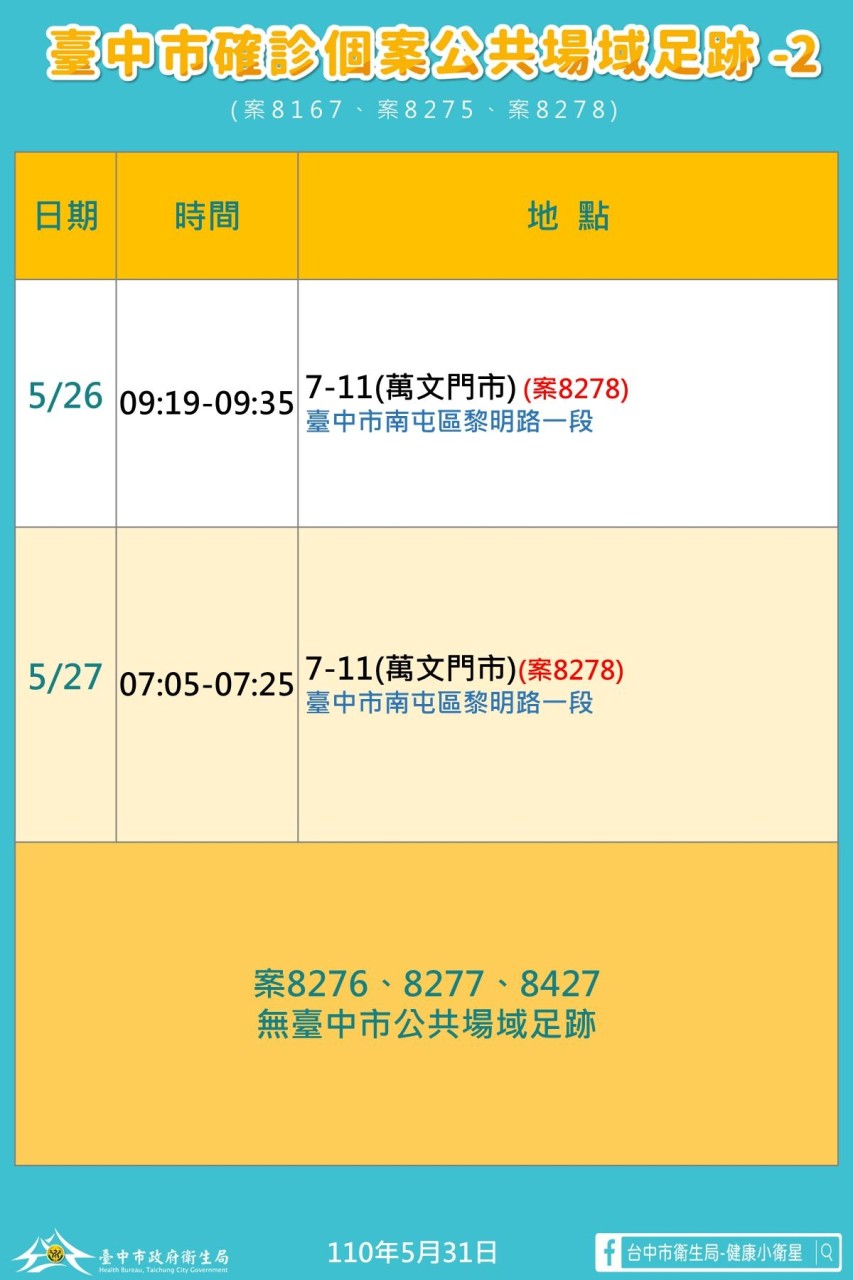 臺中市確診個案公共場域足跡 -2
(案8167、案8275、案8278)
日期 時間 地 點
5/26 09:19-09:35 7-11(萬文門市) (案8278)
臺中市南屯區黎明路一段
5/27 07:05-07:25 7-11(萬文門市)(案8278)
臺中市南屯區黎明路一段
案8276、8277、8427
無臺中市公共場域足跡
臺中市政府衛生局
Health Bureau, Taichung City Government
110年5月31日
台中市衛生局-健康小衛星